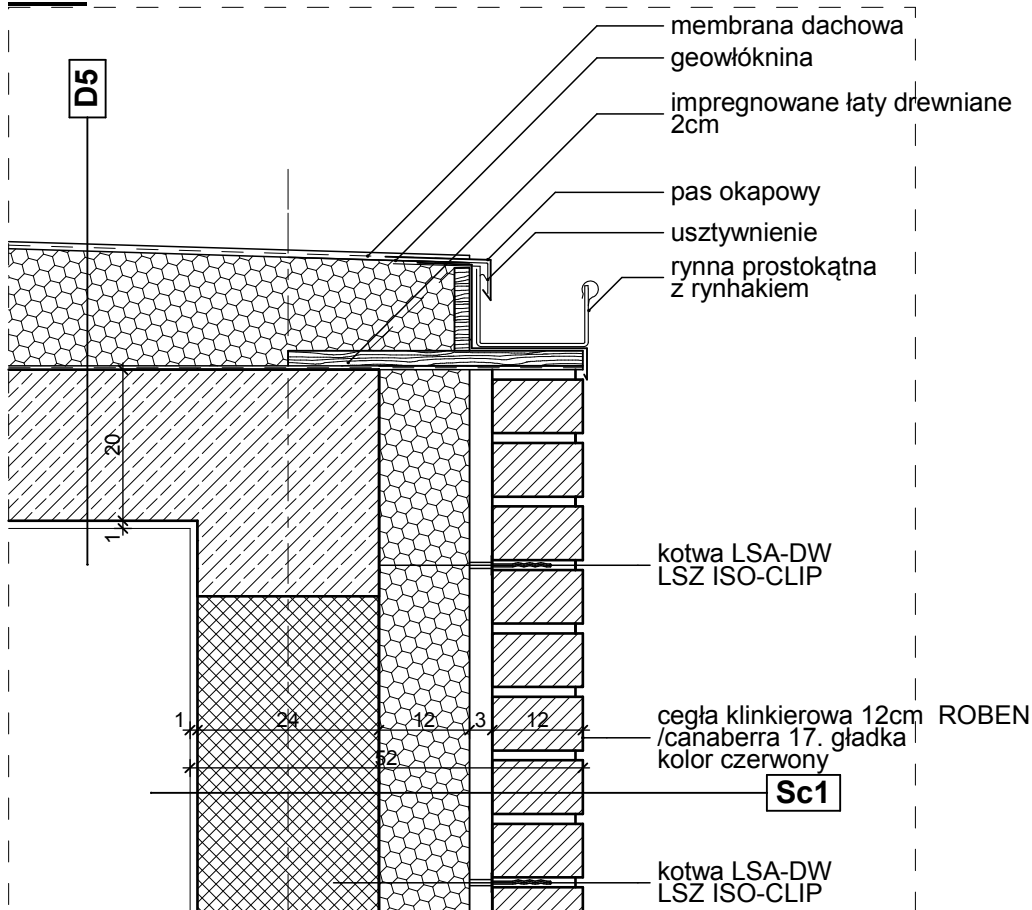 membrana dachowa
geowłóknina
D5
impregnowane łaty drewniane
2cm
pas okapowy
usztywnienie
rynna prostokątna
z rynhakiem
20
1
kotwa LSA-DW
LSZ ISO-CLIP
1
24
12
3
12
cegła klinkierowa 12cm ROBEN
/canaberra 17. gładka
kolor czerwony
52
Sc1
kotwa LSA-DW
LSZ ISO-CLIP